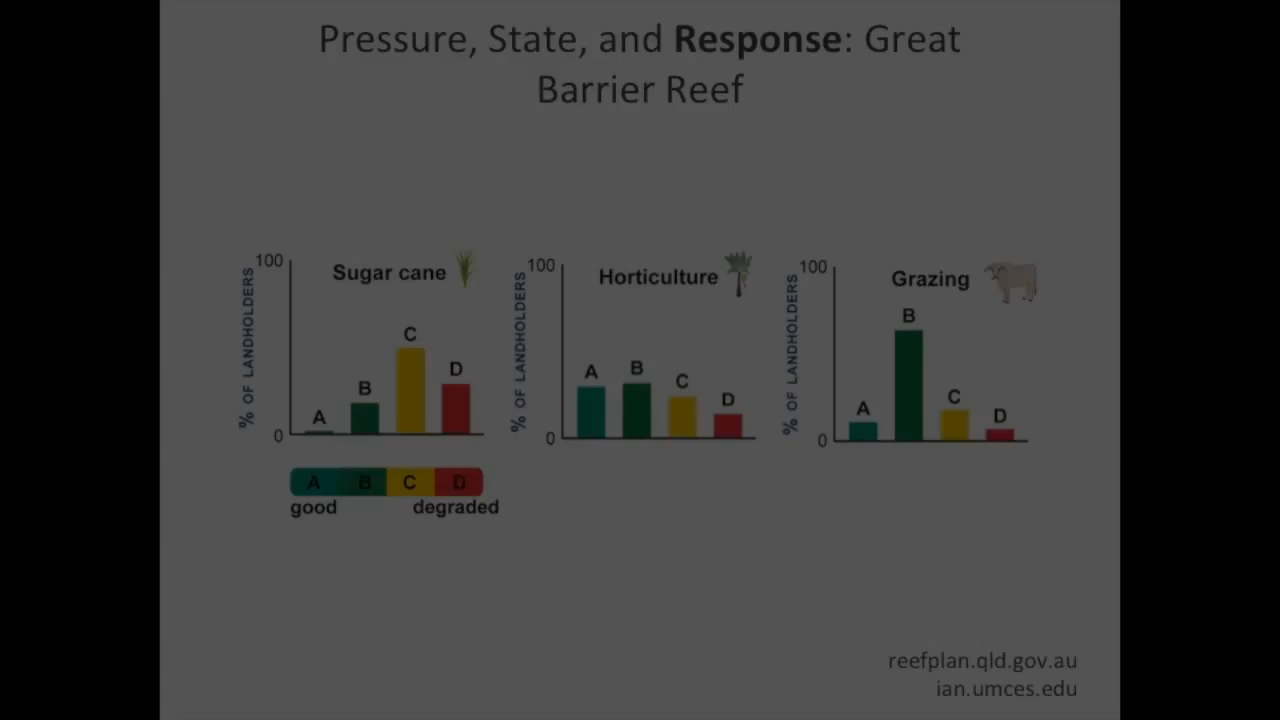 Pressure, State, and Response: Great
Barrier Reef
100
Sugar cane
% OF LANDHOLDERS
A
B
C
D
0
A B C D
good degraded
100
Horticulture
% OF LANDHOLDERS
A
B
C
D
0
100
Grazing
% OF LANDHOLDERS
A
B
C
D
0
reefplan.qld.gov.au
ian.umces.edu